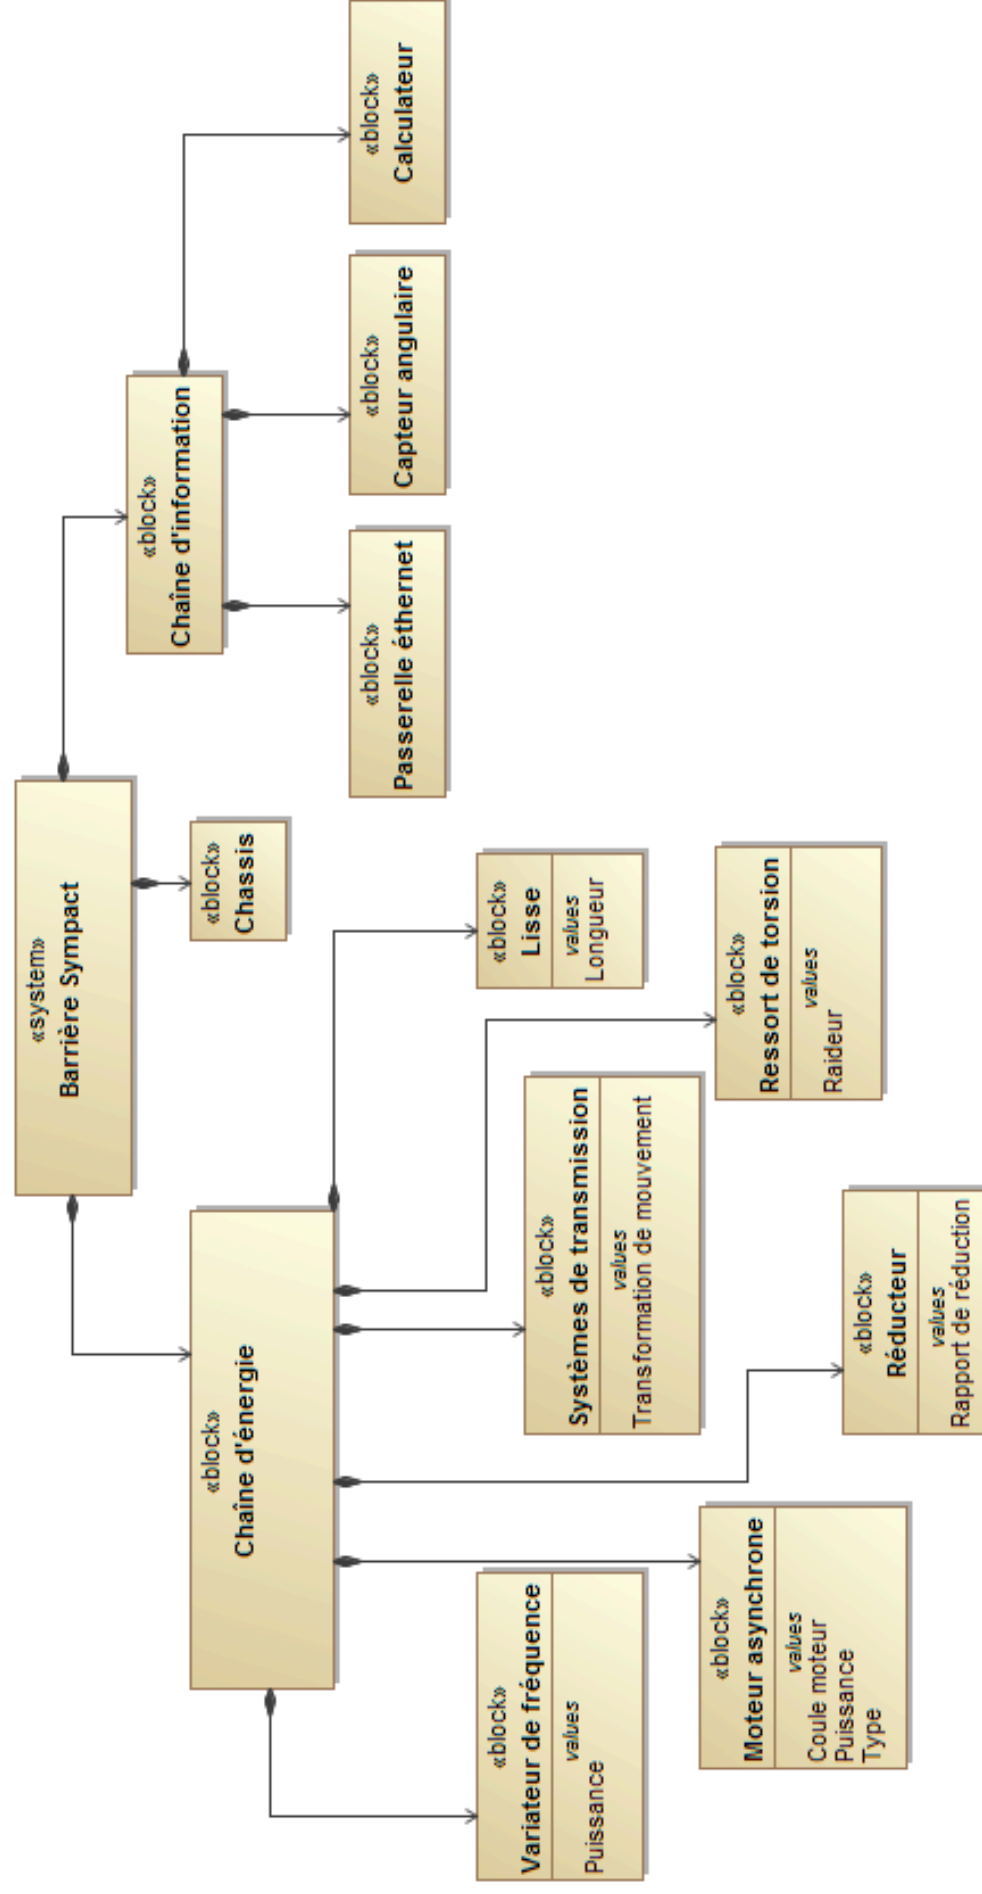 «system»
Barrière Sympact
«block»
Chaîne d'énergie
«block»
Chassis
«block»
Chaîne d'information
«block»
Variateur de fréquence
values
Puissance
«block»
Moteur asynchrone
values
Coule moteur
Puissance
Type
«block»
Réducteur
values
Rapport de réduction
«block»
Systèmes de transmission
values
Transformation de mouvement
«block»
Ressort de torsion
values
Raideur
«block»
Lisse
values
Longueur
«block»
Passerelle éthernet
«block»
Capteur angulaire
«block»
Calculateur